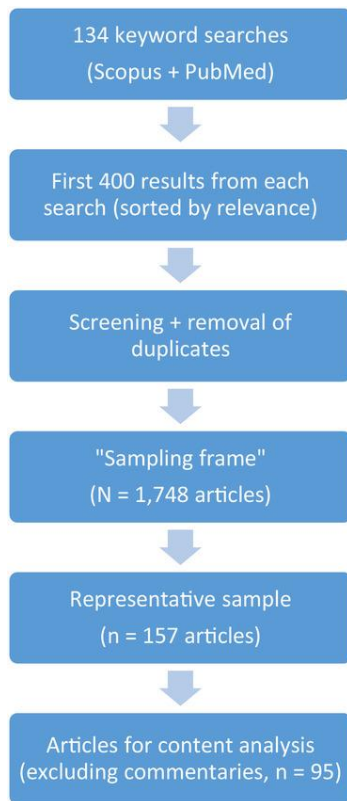 134 keyword searches
(Scopus + PubMed)
First 400 results from each
search (sorted by relevance)
Screening + removal of
duplicates
"Sampling frame"
(N = 1,748 articles)
Representative sample
(n = 157 articles)
Articles for content analysis
(excluding commentaries, n = 95)